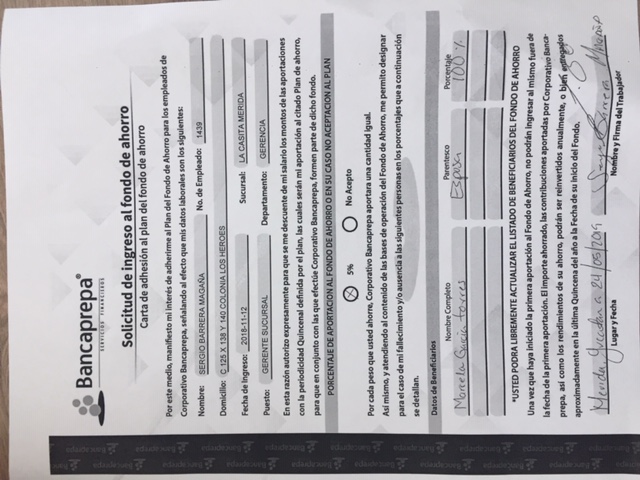 Bancaprepa®
SERVICIOS FINANCIEROS
Solicitud de ingreso al fondo de ahorro
Carta de adhesión al plan del fondo de ahorro
Por este medio, manifiesto mi interés de adherirme al Plan del Fondo de Ahorro para los empleados de
Corporativo Bancaprepa, señalando al efecto que mis datos laborales son los siguientes:
Nombre: SERGIO BARRERA MAGAÑA No. de Empleado: 1439
Domicilio: C 125 X 138 Y 140 COLONIA LOS HEROES
Fecha de Ingreso: 2018-11-12 Sucursal: LA CASITA MERIDA
Puesto: GERENTE SUCURSAL Departamento: GERENCIA
En esta razón autorizo expresamente para que se me descuente de mi salario los montos de las aportaciones
con la periodicidad Quincenal definida por el plan, las cuales serán mi aportación al citado Plan de ahorro,
para que en conjunto con las que efectúe Corporativo Bancaprepa, formen parte de dicho fondo.
PORCENTAJE DE APORTACION AL FONDO DE AHORRO O EN SU CASO NO ACEPTACION AL PLAN
5% No Acepto
Por cada peso que usted ahorre, Corporativo Bancaprepa aportara una cantidad igual.
Así mismo, y atendiendo al contenido de las bases de operación del Fondo de Ahorro, me permito designar
para el caso de mi fallecimiento y/o ausencia a las siguientes personas en los porcentajes que a continuación
se detallan.
Datos de Beneficiarios
Nombre Completo Parentesco Porcentaje
Marcela Garcia torres Esposa 100%
*USTED PODRA LIBREMENTE ACTUALIZAR EL LISTADO DE BENEFICIARIOS DEL FONDO DE AHORRO
Una vez que haya iniciado la primera aportación al Fondo de Ahorro, no podrán ingresar al mismo fuera de
la fecha de la primera aportación. El importe ahorrado, las contribuciones aportadas por Corporativo Banca-
prepa, así como los rendimientos de su ahorro, podrán ser reinvertidos anualmente, o bien entregados
aproximadamente en la última Quincena del año a la Fecha de su inicio del Fondo.
Merida, Yucatan a 24/05/2019 Sergio Barrera Magaña
Lugar y Fecha Nombre y Firma del Trabajador